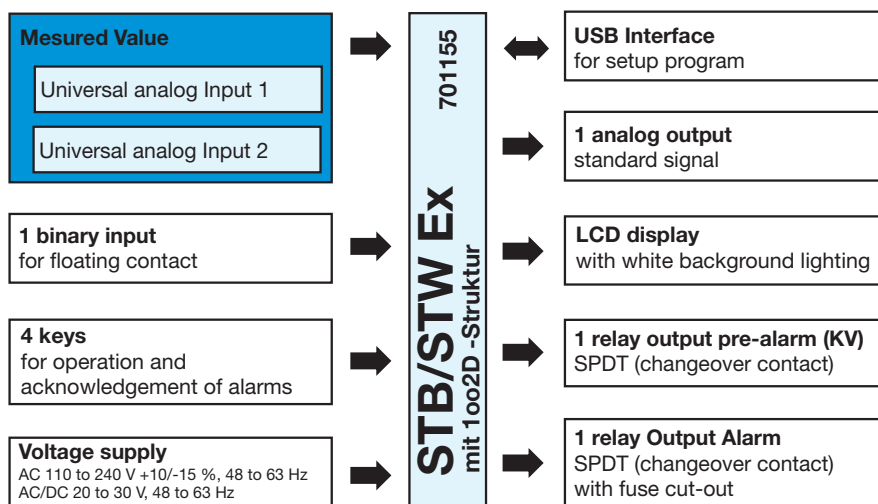 Mesured Value
Universal analog Input 1
Universal analog Input 2
1 binary input
for floating contact
4 keys
for operation and
acknowledgement of alarms
Voltage supply
AC 110 to 240 V +10/-15 %, 48 to 63 Hz
AC/DC 20 to 30 V, 48 to 63 Hz
STB/STW Ex
701155
mit 1oo2D -Struktur
USB Interface
for setup program
1 analog output
standard signal
LCD display
with white background lighting
1 relay output pre-alarm (KV)
SPDT (changeover contact)
1 relay Output Alarm
SPDT (changeover contact)
with fuse cut-out